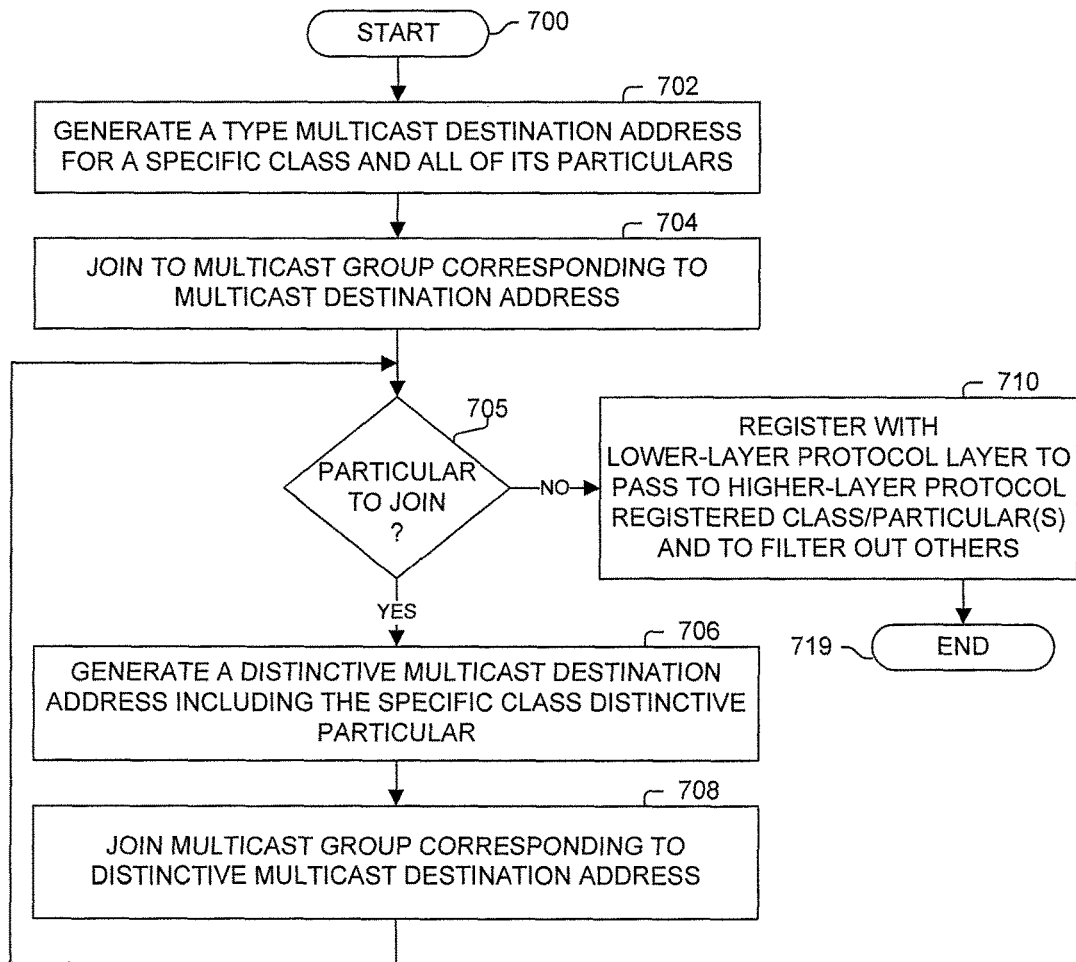 START
700
702
GENERATE A TYPE MULTICAST DESTINATION ADDRESS
FOR A SPECIFIC CLASS AND ALL OF ITS PARTICULARS
704
JOIN TO MULTICAST GROUP CORRESPONDING TO
MULTICAST DESTINATION ADDRESS
705
PARTICULAR
TO JOIN
?
NO
710
REGISTER WITH
LOWER-LAYER PROTOCOL LAYER TO
PASS TO HIGHER-LAYER PROTOCOL
REGISTERED CLASS/PARTICULAR(S)
AND TO FILTER OUT OTHERS
719
END
YES
706
GENERATE A DISTINCTIVE MULTICAST DESTINATION
ADDRESS INCLUDING THE SPECIFIC CLASS DISTINCTIVE
PARTICULAR
708
JOIN MULTICAST GROUP CORRESPONDING TO
DISTINCTIVE MULTICAST DESTINATION ADDRESS